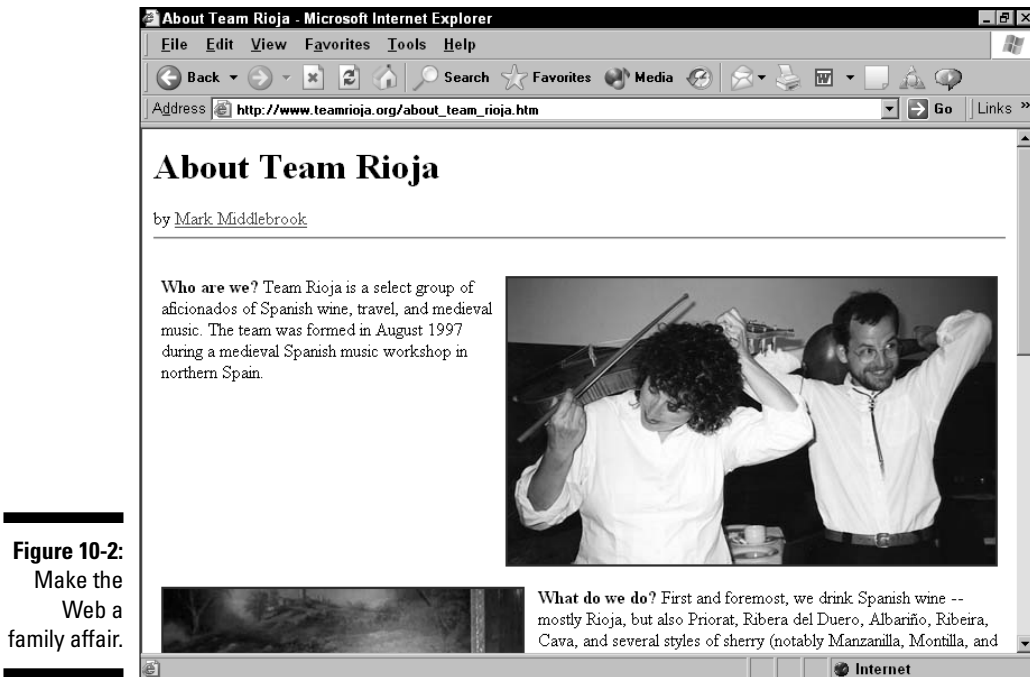 About Team Rioja - Microsoft Internet Explorer
File Edit View Favorites Tools Help
Back Search Favorites Media
Address http://www.teamrioja.org/about_team_rioja.htm Go Links »
About Team Rioja
by Mark Middlebrook
Who are we? Team Rioja is a select group of
aficionados of Spanish wine, travel, and medieval
music. The team was formed in August 1997
during a medieval Spanish music workshop in
northern Spain.
What do we do? First and foremost, we drink Spanish wine --
mostly Rioja, but also Priorat, Ribera del Duero, Albariño, Ribeira,
Cava, and several styles of sherry (notably Manzanilla, Montilla, and
Internet
Figure 10-2:
Make the
Web a
family affair.